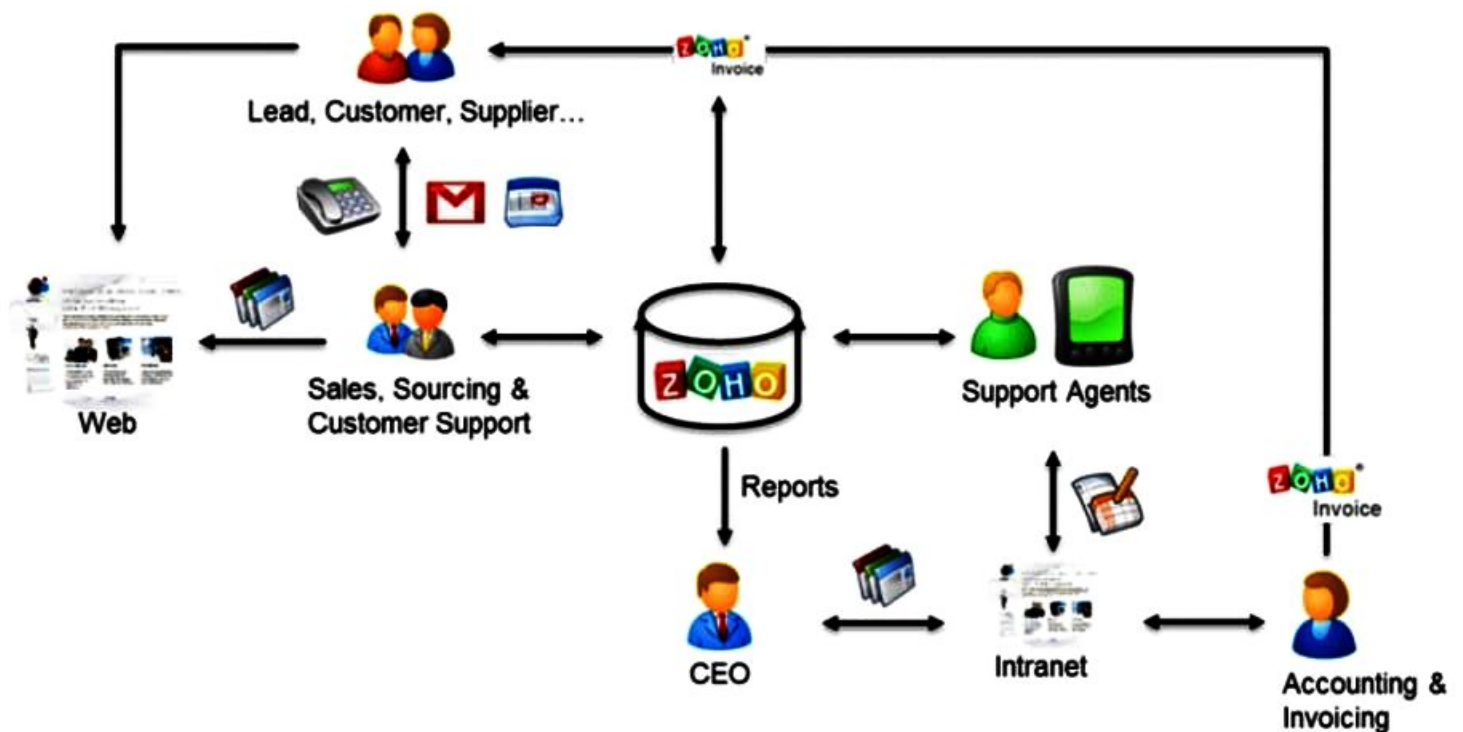 ZOHO®
Invoice
Lead, Customer, Supplier...
ZOHO
Sales, Sourcing &
Customer Support
Web
Support Agents
Reports
ZOHO®
Invoice
CEO
Intranet
Accounting &
Invoicing